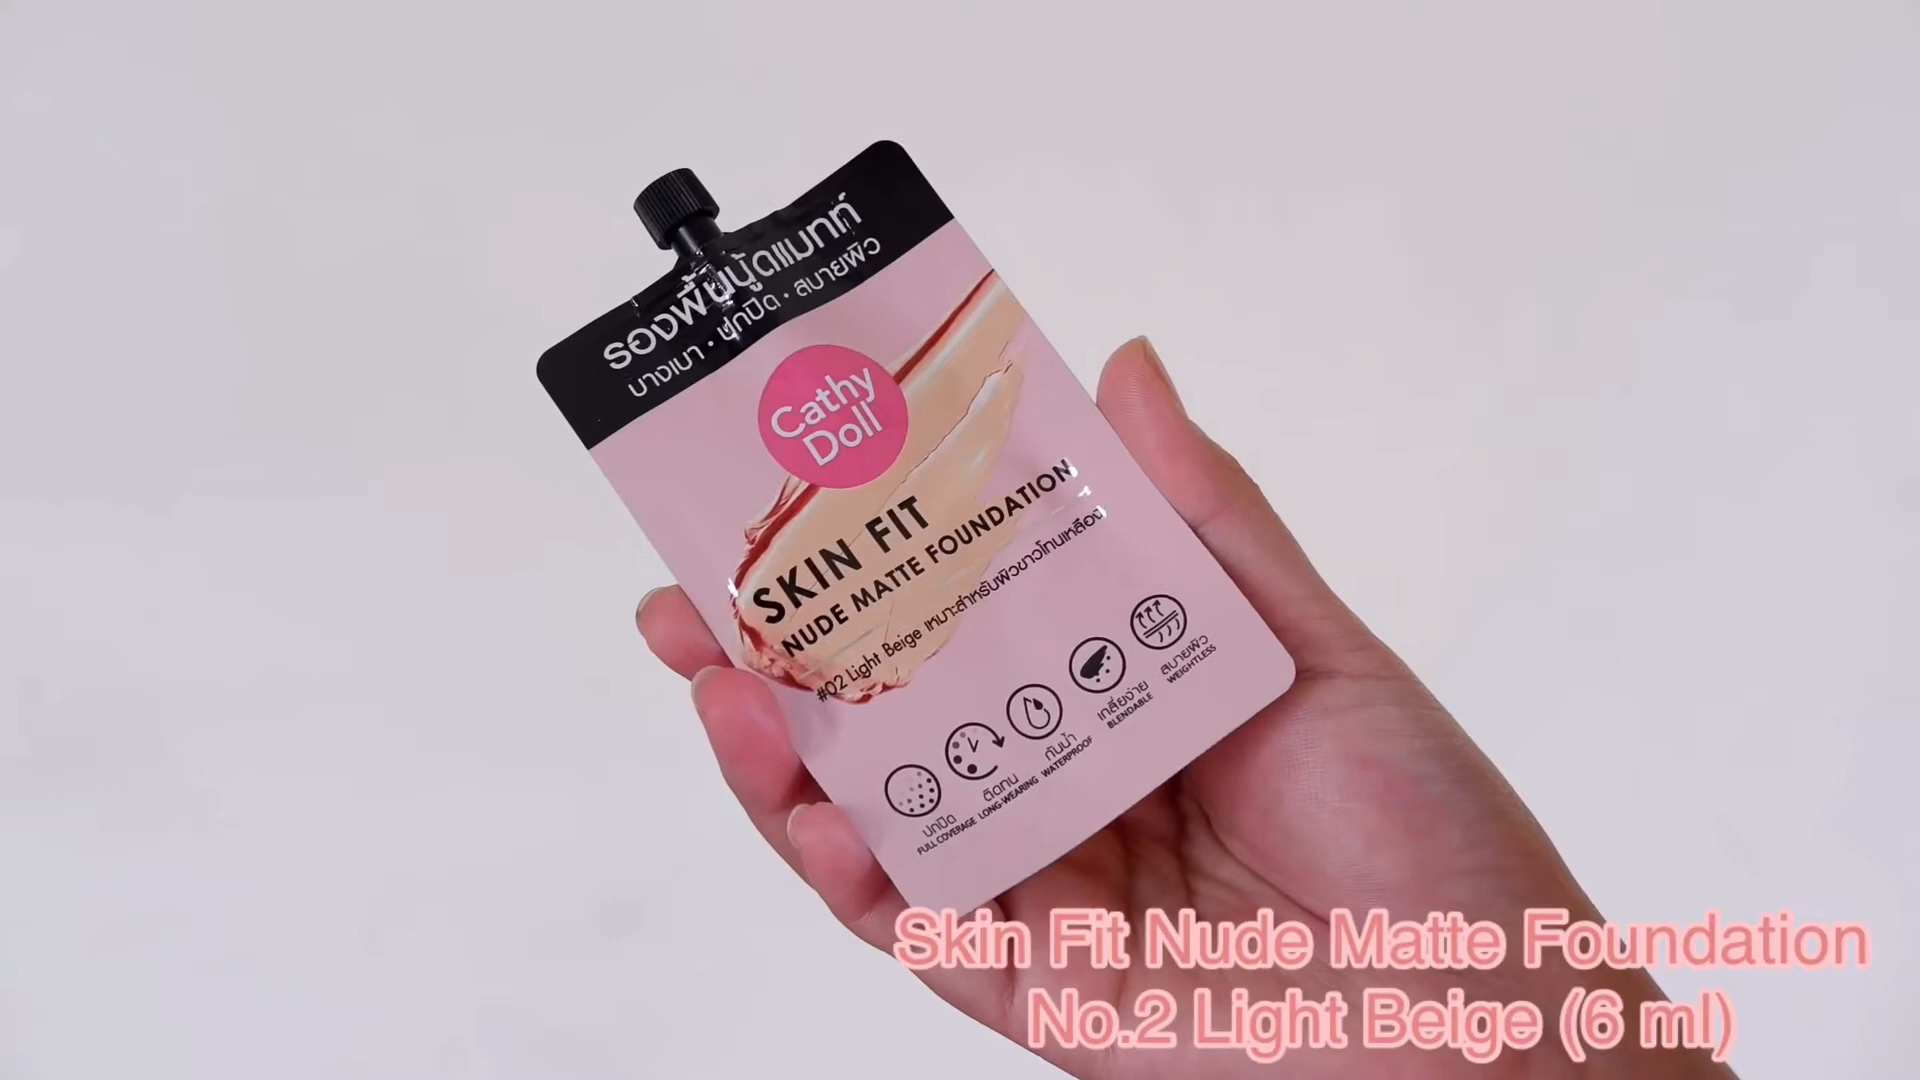 รองพื้นนู้ดแมทท์
บางเบา • ปกปิด • สบายผิว
Cathy
Doll
SKIN FIT
NUDE MATTE FOUNDATION
#02 Light Beige เหมาะสำหรับผิวขาวโทนเหลือง
ปกปิด
FULL COVERAGE
ติดทน
LONG-WEARING
กันน้ำ
WATERPROOF
เกลี่ยง่าย
BLENDABLE
สบายผิว
WEIGHTLESS
Skin Fit Nude Matte Foundation
No.2 Light Beige (6 ml)